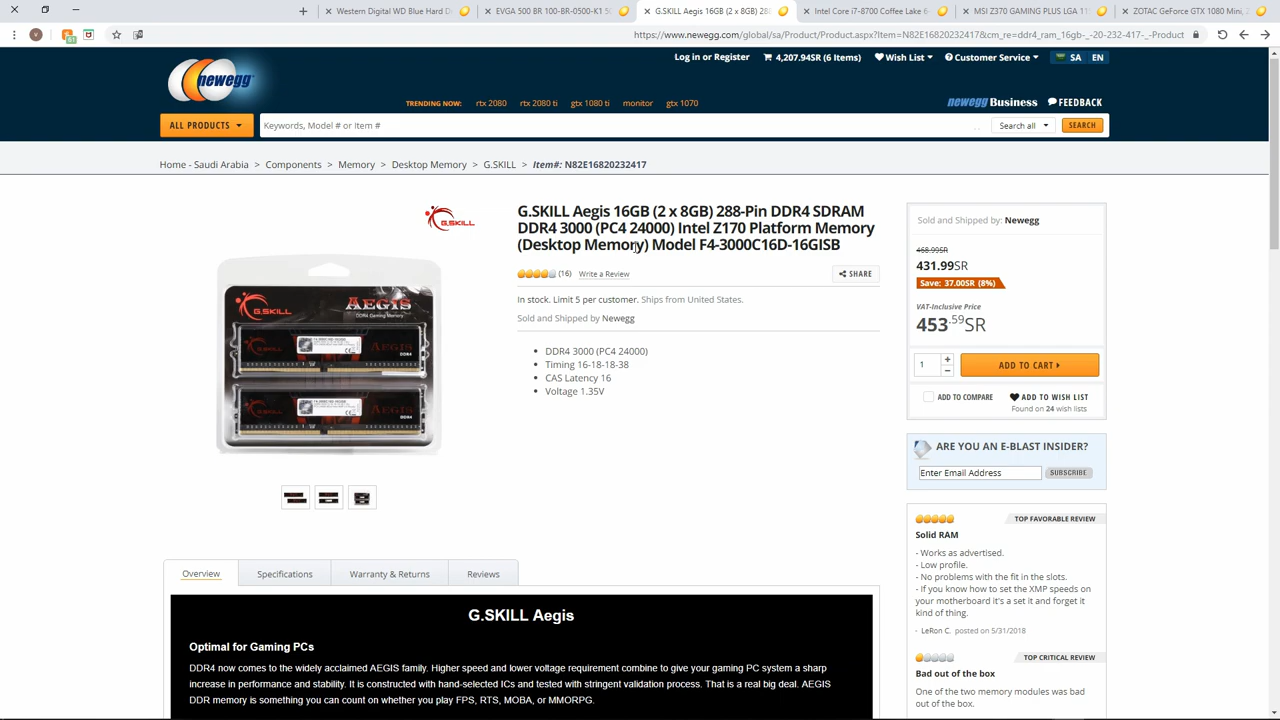 Western Digital WD Blue Hard D
EVGA 500 BR 100-BR-0500-K1 50
G.SKILL Aegis 16GB (2 x 8GB) 288
Intel Core i7-8700 Coffee Lake 6-
MSI Z370 GAMING PLUS LGA 115
ZOTAC GeForce GTX 1080 Mini, 
https://www.newegg.com/global/sa/Product/Product.aspx?Item=N82E16820232417&cm_re=ddr4_ram_16gb-_-20-232-417-_-Product
Log in or Register
4,207.94SR (6 Items)
Wish List
Customer Service
SA
EN
newegg
TRENDING NOW: rtx 2080 rtx 2080 ti gtx 1080 ti monitor gtx 1070
newegg Business
FEEDBACK
ALL PRODUCTS
Keywords, Model # or Item #
Search all
SEARCH
Home - Saudi Arabia > Components > Memory > Desktop Memory > G.SKILL > Item#: N82E16820232417
G.SKILL
G.SKILL Aegis 16GB (2 x 8GB) 288-Pin DDR4 SDRAM
DDR4 3000 (PC4 24000) Intel Z170 Platform Memory
(Desktop Memory) Model F4-3000C16D-16GISB
(16) Write a Review
SHARE
In stock. Limit 5 per customer. Ships from United States.
Sold and Shipped by Newegg
DDR4 3000 (PC4 24000)
Timing 16-18-18-38
CAS Latency 16
Voltage 1.35V
G.SKILL
AEGIS
DDR4 Gaming Memory
AEGIS
DDR4
AEGIS
DDR4
Sold and Shipped by: Newegg
468.99SR
431.99SR
Save: 37.00SR (8%)
VAT-Inclusive Price
453.59SR
1
ADD TO CART
ADD TO COMPARE
ADD TO WISH LIST
Found on 24 wish lists
ARE YOU AN E-BLAST INSIDER?
Enter Email Address
SUBSCRIBE
TOP FAVORABLE REVIEW
Solid RAM
- Works as advertised.
- Low profile.
- No problems with the fit in the slots.
- If you know how to set the XMP speeds on
your motherboard it's a set it and forget it
kind of thing.
- LeRon C. posted on 5/31/2018
TOP CRITICAL REVIEW
Bad out of the box
One of the two memory modules was bad
out of the box.
Overview
Specifications
Warranty & Returns
Reviews
G.SKILL Aegis
Optimal for Gaming PCs
DDR4 now comes to the widely acclaimed AEGIS family. Higher speed and lower voltage requirement combine to give your gaming PC system a sharp
increase in performance and stability. It is constructed with hand-selected ICs and tested with stringent validation process. That is a real big deal. AEGIS
DDR memory is something you can count on whether you play FPS, RTS, MOBA, or MMORPG.